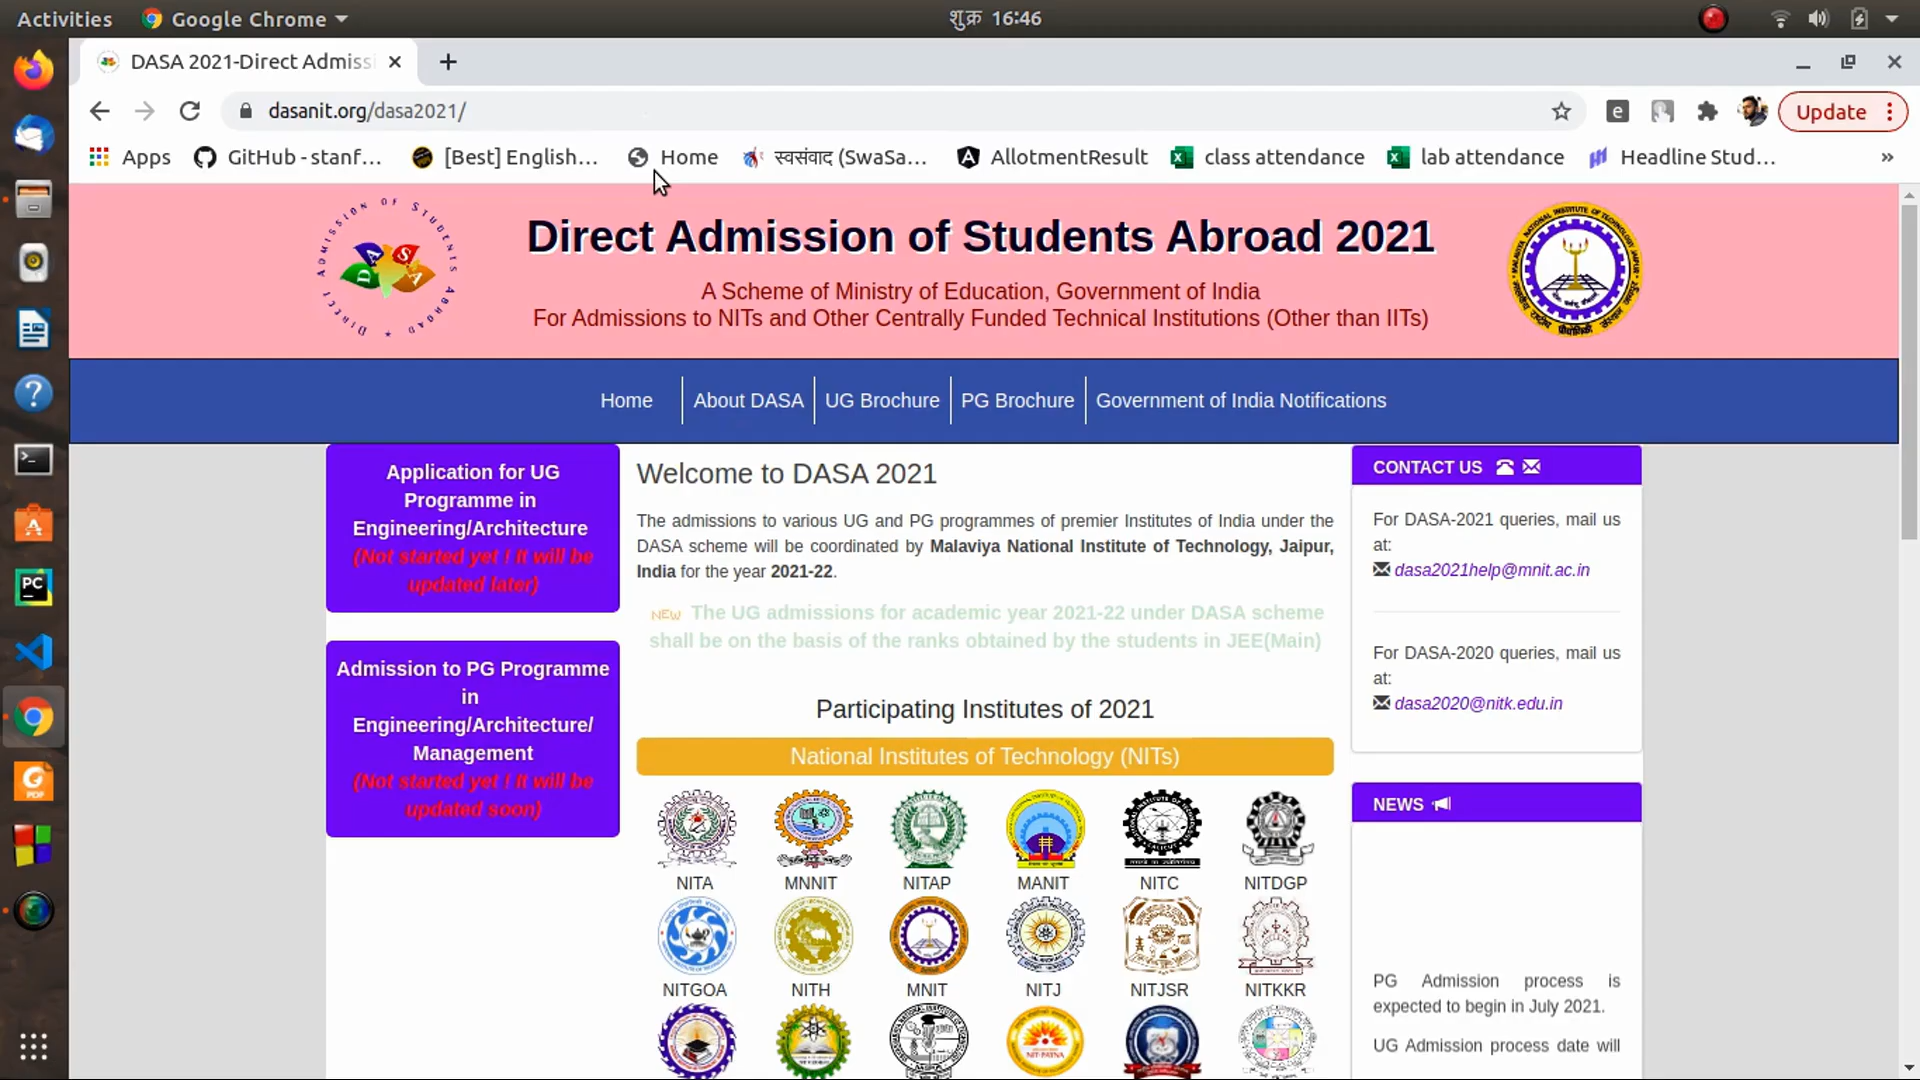 Activities Google Chrome शुक्र 16:46
DASA 2021-Direct Admiss
dasanit.org/dasa2021/
Update
Apps GitHub - stanf... [Best] English... Home स्वसंवाद (SwaSa... AllotmentResult class attendance lab attendance Headline Stud... »
DIRECT ADMISSION OF STUDENTS ABROAD
DASA
Direct Admission of Students Abroad 2021
A Scheme of Ministry of Education, Government of India
For Admissions to NITs and Other Centrally Funded Technical Institutions (Other than IITs)
Home About DASA UG Brochure PG Brochure Government of India Notifications
Application for UG
Programme in
Engineering/Architecture
(Not started yet ! It will be
updated later)
Admission to PG Programme
in
Engineering/Architecture/
Management
(Not started yet ! It will be
updated soon)
Welcome to DASA 2021
The admissions to various UG and PG programmes of premier Institutes of India under the
DASA scheme will be coordinated by Malaviya National Institute of Technology, Jaipur,
India for the year 2021-22.
NEW The UG admissions for academic year 2021-22 under DASA scheme
shall be on the basis of the ranks obtained by the students in JEE(Main)
Participating Institutes of 2021
National Institutes of Technology (NITs)
NITA MNNIT NITAP MANIT NITC NITDGP
NITGOA NITH MNIT NITJ NITJSR NITKKR
NIT-PATNA
CONTACT US
For DASA-2021 queries, mail us
at:
dasa2021help@mnit.ac.in
For DASA-2020 queries, mail us
at:
dasa2020@nitk.edu.in
NEWS
PG Admission process is
expected to begin in July 2021.
UG Admission process date will